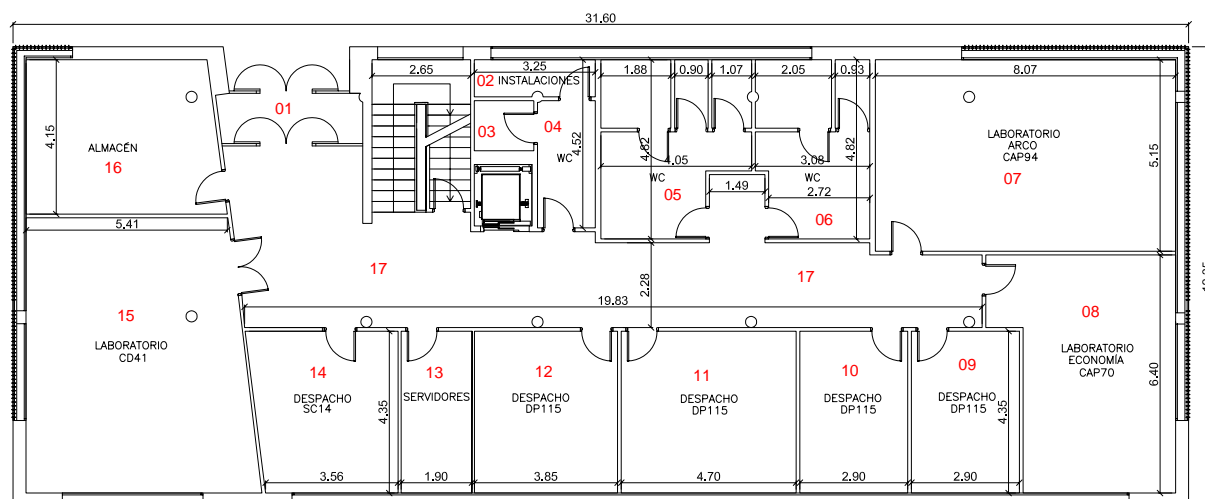 31.60
2.65
3.25
1.88
0.90
1.07
2.05
0.93
8.07
02 INSTALACIONES
01
03
04
4.15
ALMACÉN
16
4.52
WC
4.82
4.05
WC
05
1.49
3.08
WC
2.72
06
4.82
LABORATORIO
ARCO
CAP94
07
5.15
5.41
17
2.28
17
19.83
15
LABORATORIO
CD41
08
LABORATORIO
ECONOMÍA
CAP70
6.40
14
DESPACHO
SC14
4.35
13
SERVIDORES
12
DESPACHO
DP115
11
DESPACHO
DP115
10
DESPACHO
DP115
09
DESPACHO
DP115
4.35
3.56
1.90
3.85
4.70
2.90
2.90